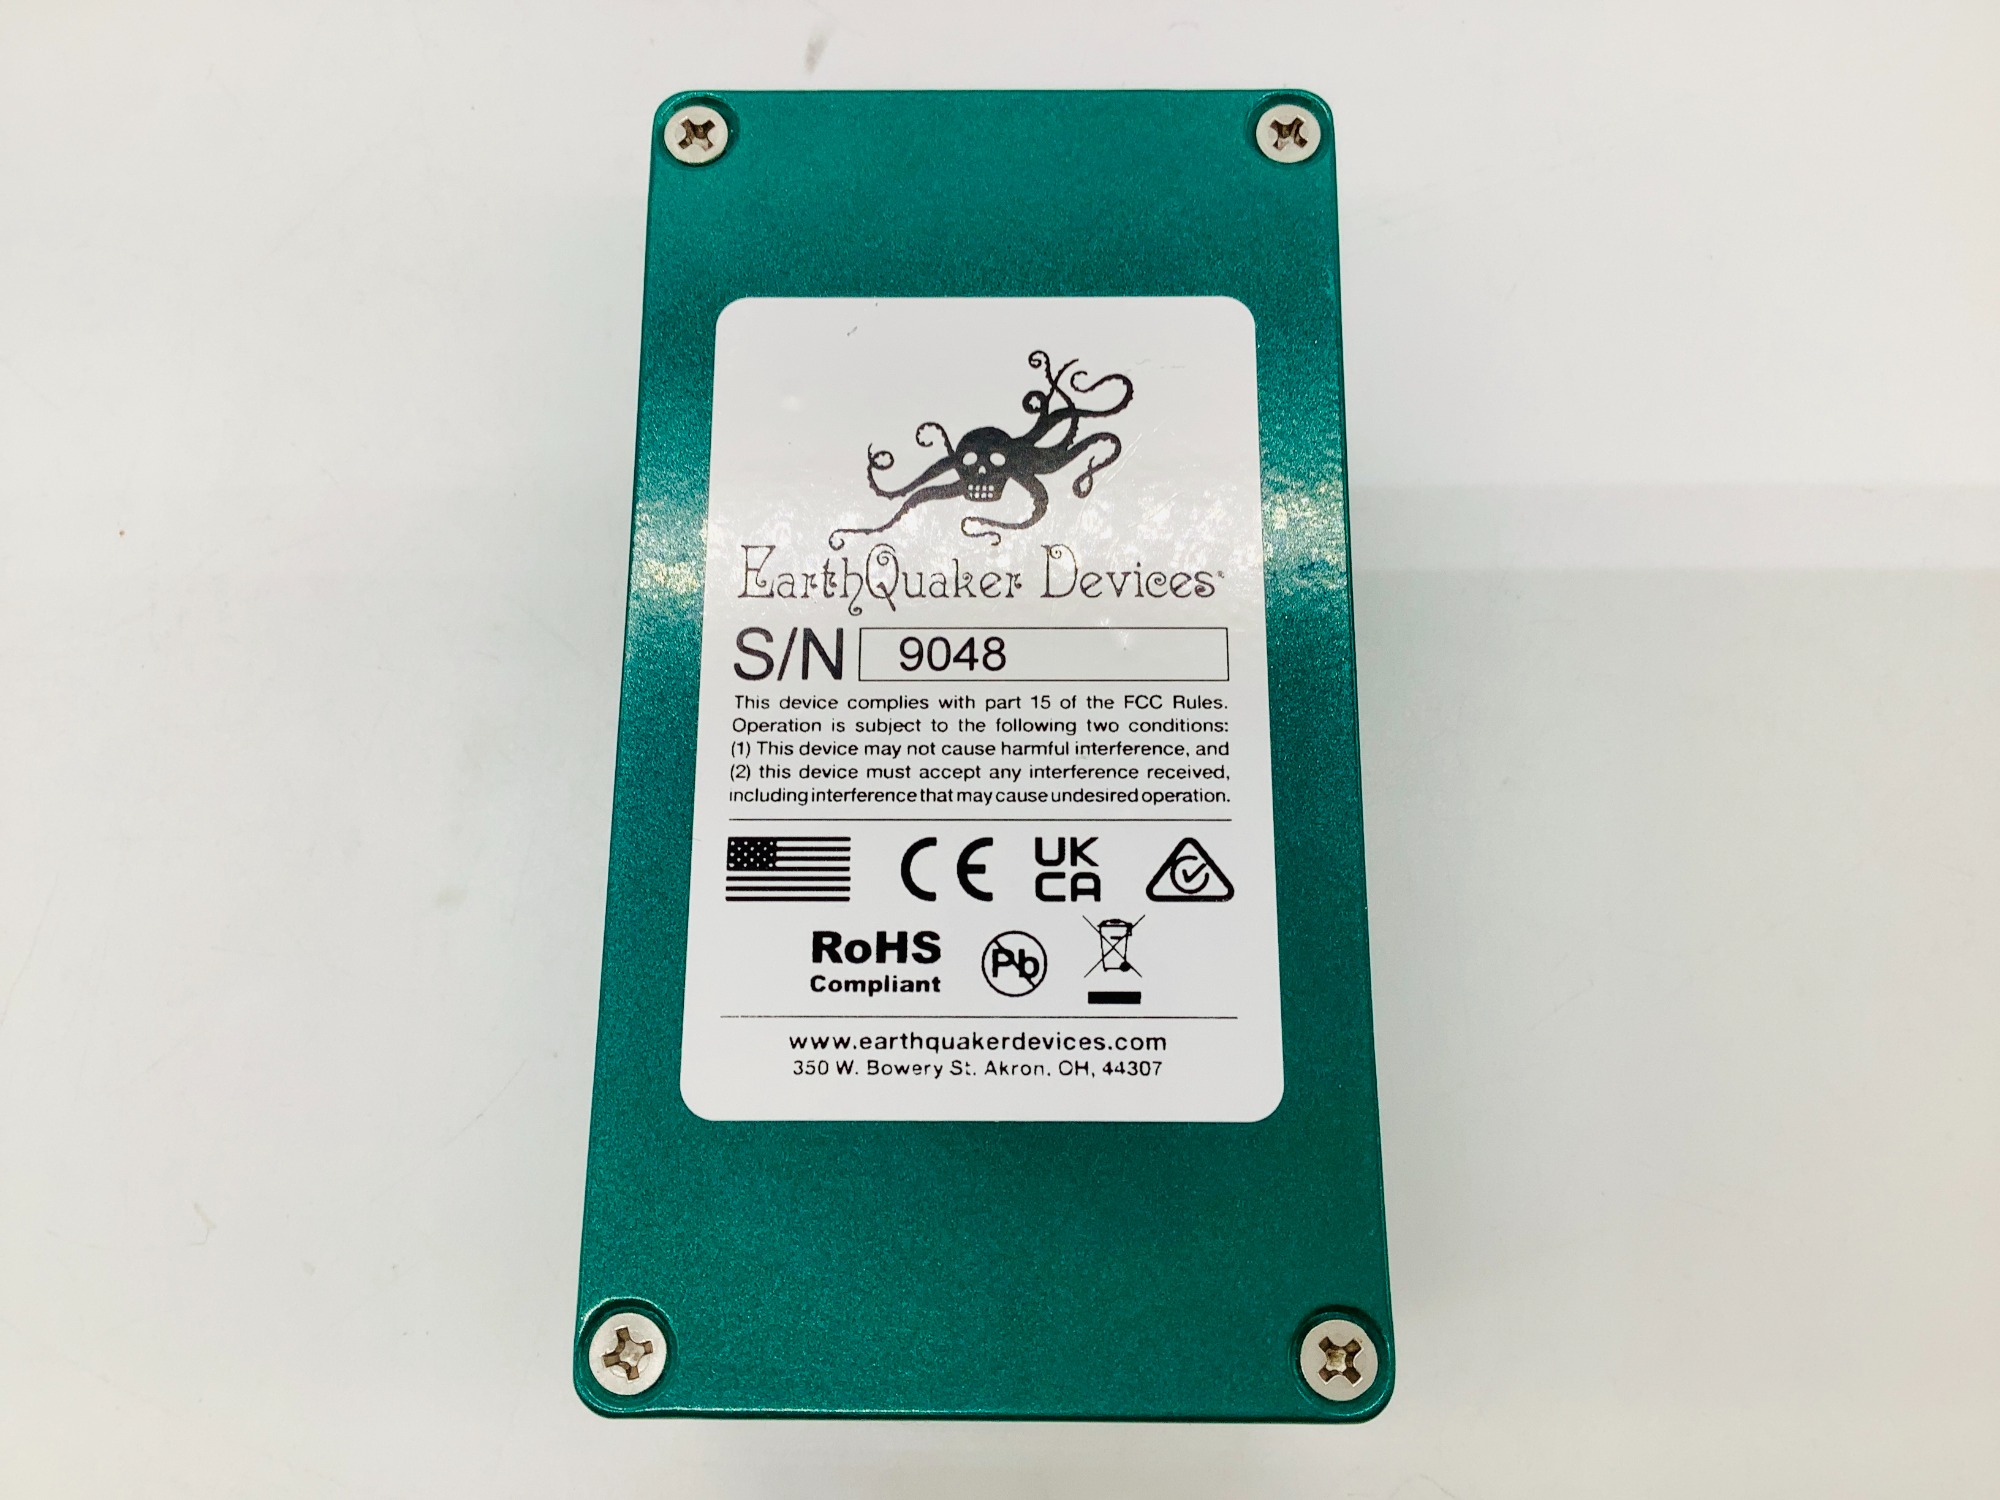 EarthQuaker Devices®
S/N 9048
This device complies with part 15 of the FCC Rules.
Operation is subject to the following two conditions:
(1) This device may not cause harmful interference, and
(2) this device must accept any interference received,
including interference that may cause undesired operation.
CE UK
CA
RoHS
Compliant
Pb
www.earthquakerdevices.com
350 W. Bowery St. Akron. OH, 44307